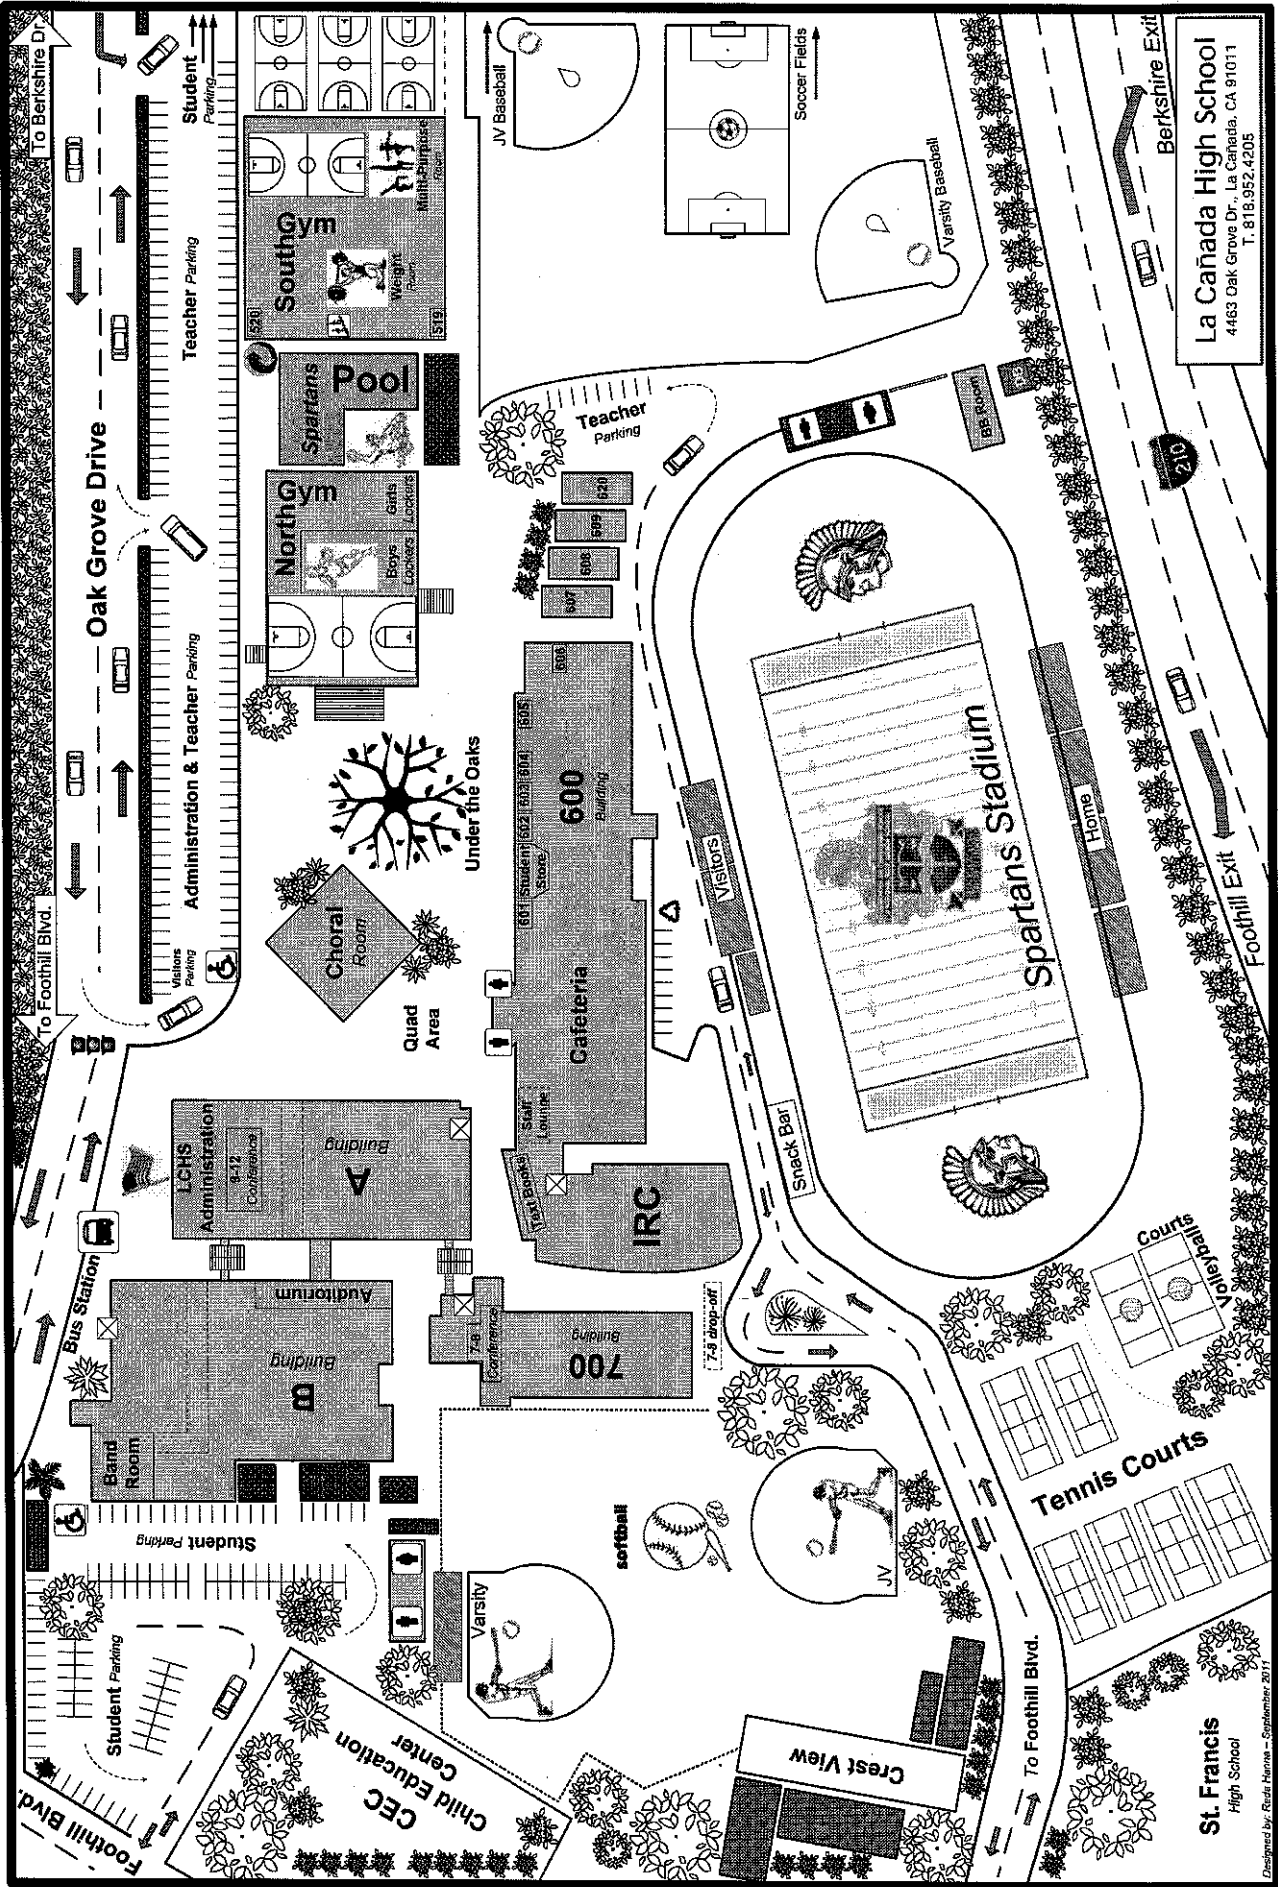 To Berkshire Dr.
Oak Grove Drive
To Foothill Blvd.
Student
Parking
Teacher Parking
Administration & Teacher Parking
Visitors
Parking
SouthGym
Multi-Purpose
Room
Weight
Room
520
519
Spartans
Pool
NorthGym
Boys
Lockers
Girls
Lockers
JV Baseball
Soccer Fields
Varsity Baseball
Berkshire Exit
La Cañada High School
4463 Oak Grove Dr., La Cañada, CA 91011
T. 818.952.4205
Teacher
Parking
BB Room
210
620
609
608
607
606
605
604
603
612
Student
Store
601
600
Building
Cafeteria
Staff
Lounge
Text Books
IRC
Under the Oaks
Choral
Room
Quad
Area
Visitors
Home
Spartans Stadium
Foothill Exit
Snack Bar
LCHS
Administration
9-12
Conference
A
Building
Bus Station
Auditorium
B
Building
Band
Room
7-8
Conference
700
Building
7-8 drop-off
Volleyball
Courts
Tennis Courts
Student Parking
Student Parking
softball
Varsity
JV
Foothill Blvd.
CEC
Child Education
Center
Crest View
To Foothill Blvd.
St. Francis
High School
Designed by: Reda Hanna – September 2011